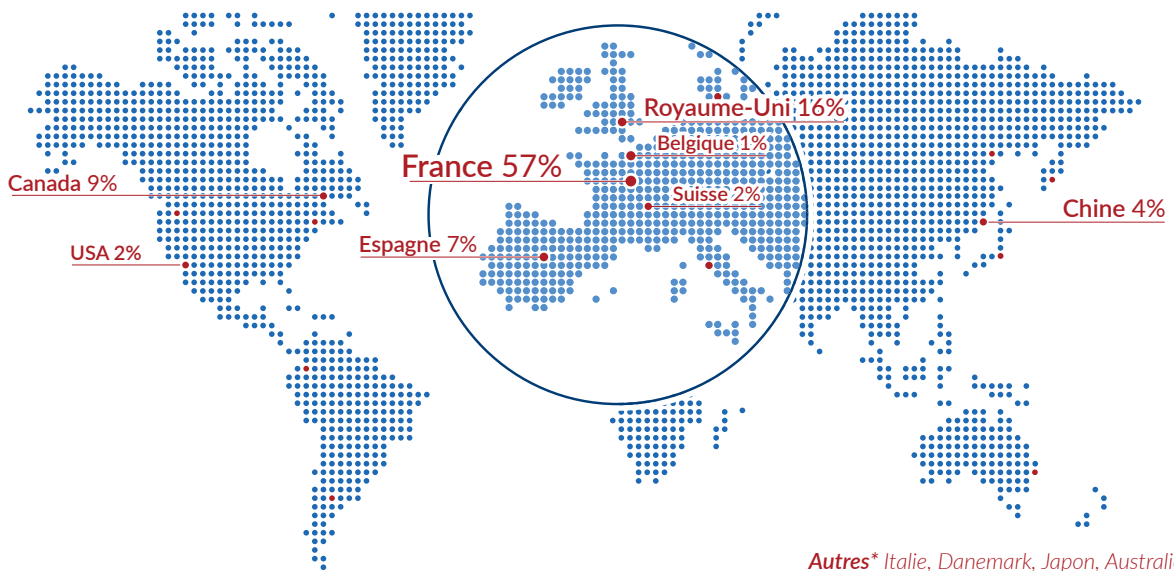 Royaume-Uni 16%
Belgique 1%
France 57%
Canada 9%
Suisse 2%
Chine 4%
Espagne 7%
USA 2%
Autres* Italie, Danemark, Japon, Australi